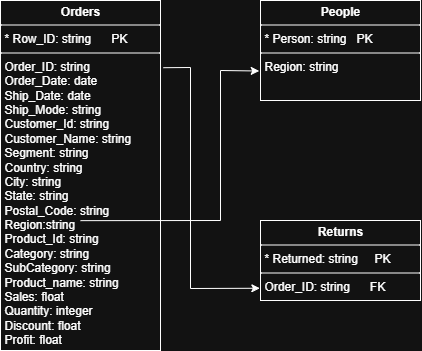 Orders
* Row_ID: string PK
Order_ID: string
Order_Date: date
Ship_Date: date
Ship_Mode: string
Customer_Id: string
Customer_Name: string
Segment: string
Country: string
City: string
State: string
Postal_Code: string
Region:string
Product_Id: string
Category: string
SubCategory: string
Product_name: string
Sales: float
Quantity: integer
Discount: float
Profit: float
People
* Person: string PK
Region: string
Returns
* Returned: string PK
Order_ID: string FK